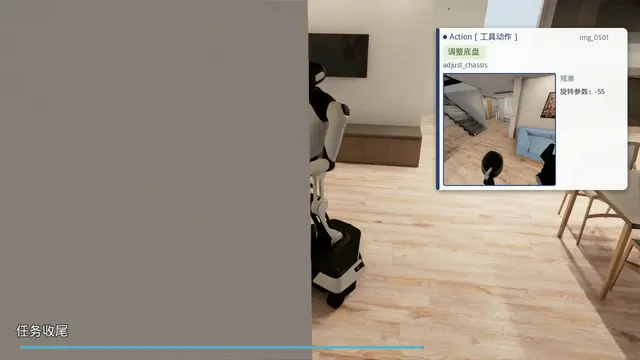 Action [ 工具动作 ]
img_0501
调整底盘
adjust_chassis
观测
旋转参数: -55
任务收尾